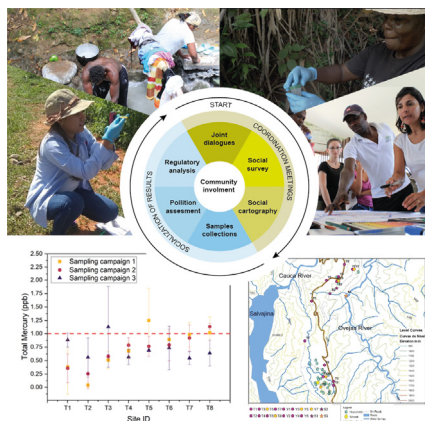 START
COORDINATION MEETINGS
SOCIALIZATION OF RESULTS
Joint
dialogues
Social
survey
Social
cartography
Samples
collections
Pollition
assesment
Regulatory
analysis
Community
involment
Sampling campaign 1
Sampling campaign 2
Sampling campaign 3
Total Mercury (ppb)
2.50
2.25
2.00
1.75
1.50
1.25
1.00
0.75
0.50
0.25
0.00
T1 T2 T3 T4 T5 T6 T7 T8
Site ID
Cauca River
Salvajina
Ovejas River